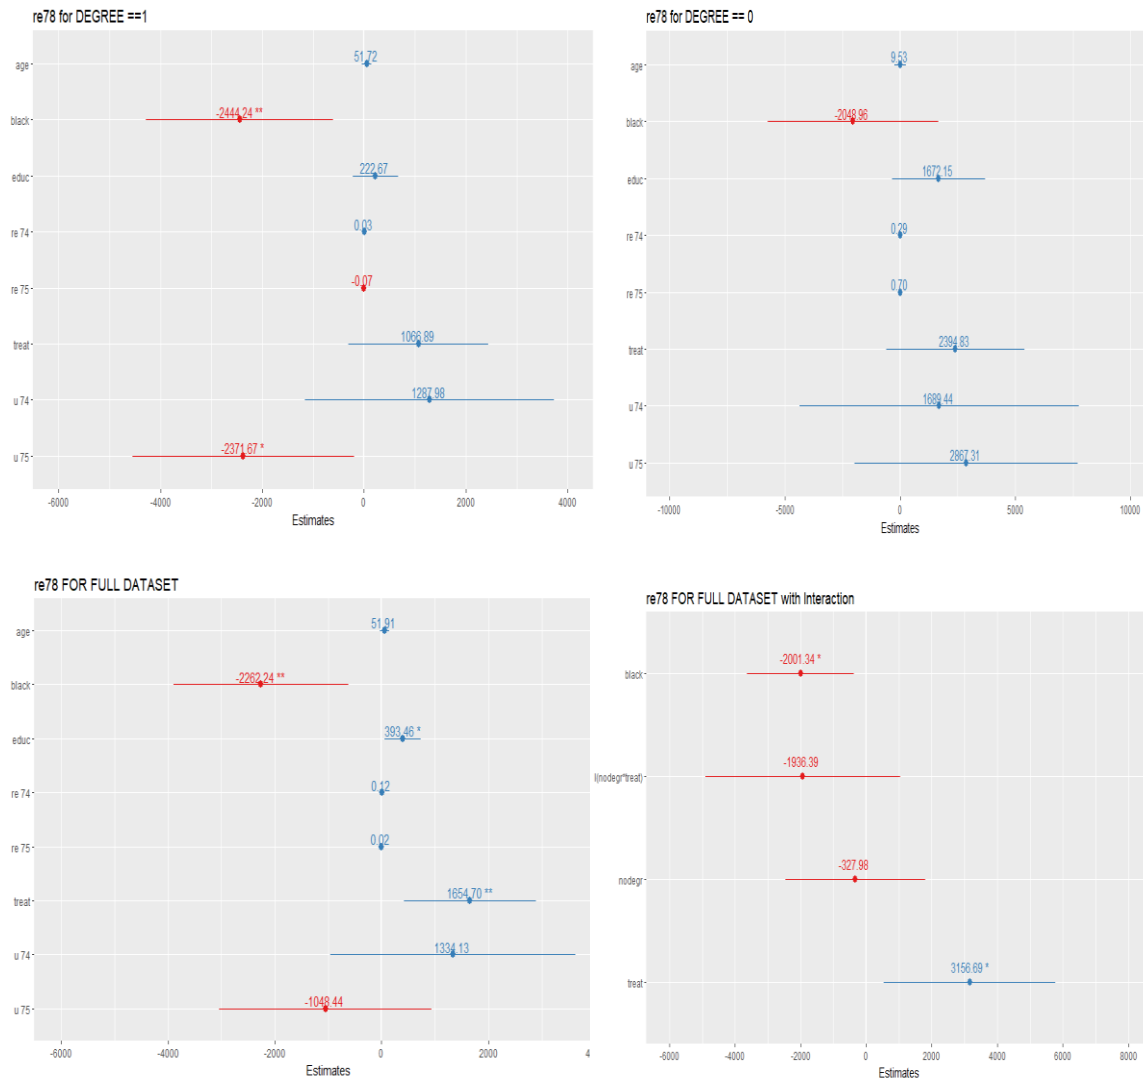 re78 for DEGREE ==1
age
51.72
black
-2444.24 **
educ
222.67
re 74
0.03
re 75
-0.07
treat
1066.89
u 74
1287.98
u 75
-2371.67 *
-6000 -4000 -2000 0 2000 4000
Estimates
re78 for DEGREE == 0
age
9.53
black
-2048.96
educ
1672.15
re 74
0.29
re 75
0.70
treat
2394.83
u 74
1689.44
u 75
2867.31
-10000 -5000 0 5000 10000
Estimates
re78 FOR FULL DATASET
age
51.91
black
-2262.24 **
educ
393.46 *
re 74
0.12
re 75
0.02
treat
1654.70 **
u 74
1334.13
u 75
-1048.44
-6000 -4000 -2000 0 2000 4
Estimates
re78 FOR FULL DATASET with Interaction
black
-2001.34 *
I(nodegr*treat)
-1936.39
nodegr
-327.98
treat
3156.69 *
-6000 -4000 -2000 0 2000 4000 6000 8000
Estimates